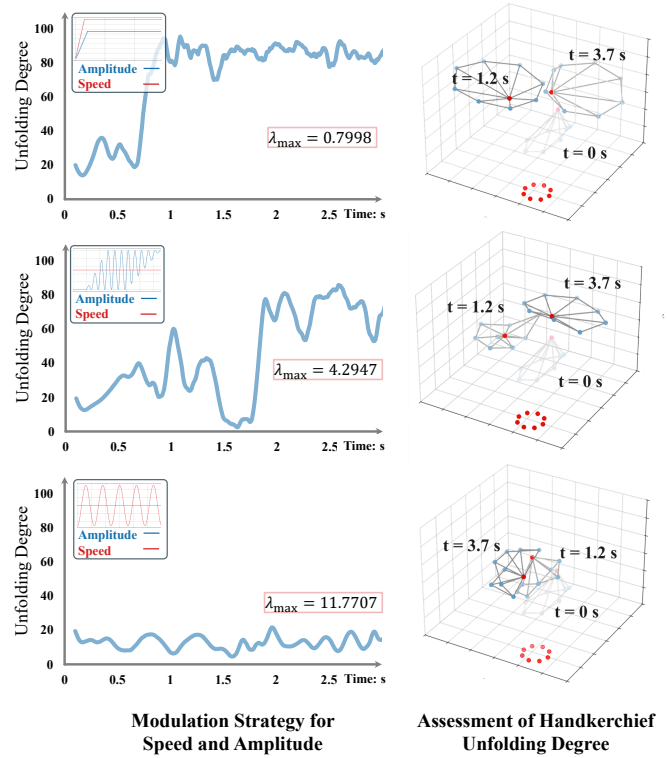 Unfolding Degree
100
80
60
40
20
0
Amplitude
Speed
λmax = 0.7998
0
0.5
1
1.5
2
2.5
Time: s
t = 1.2 s
t = 3.7 s
t = 0 s
Unfolding Degree
100
80
60
40
20
0
Amplitude
Speed
λmax = 4.2947
0
0.5
1
1.5
2
2.5
Time: s
t = 3.7 s
t = 1.2 s
t = 0 s
Unfolding Degree
100
80
60
40
20
0
Amplitude
Speed
λmax = 11.7707
0
0.5
1
1.5
2
2.5
Time: s
t = 3.7 s
t = 1.2 s
t = 0 s
Modulation Strategy for
Speed and Amplitude
Assessment of Handkerchief
Unfolding Degree